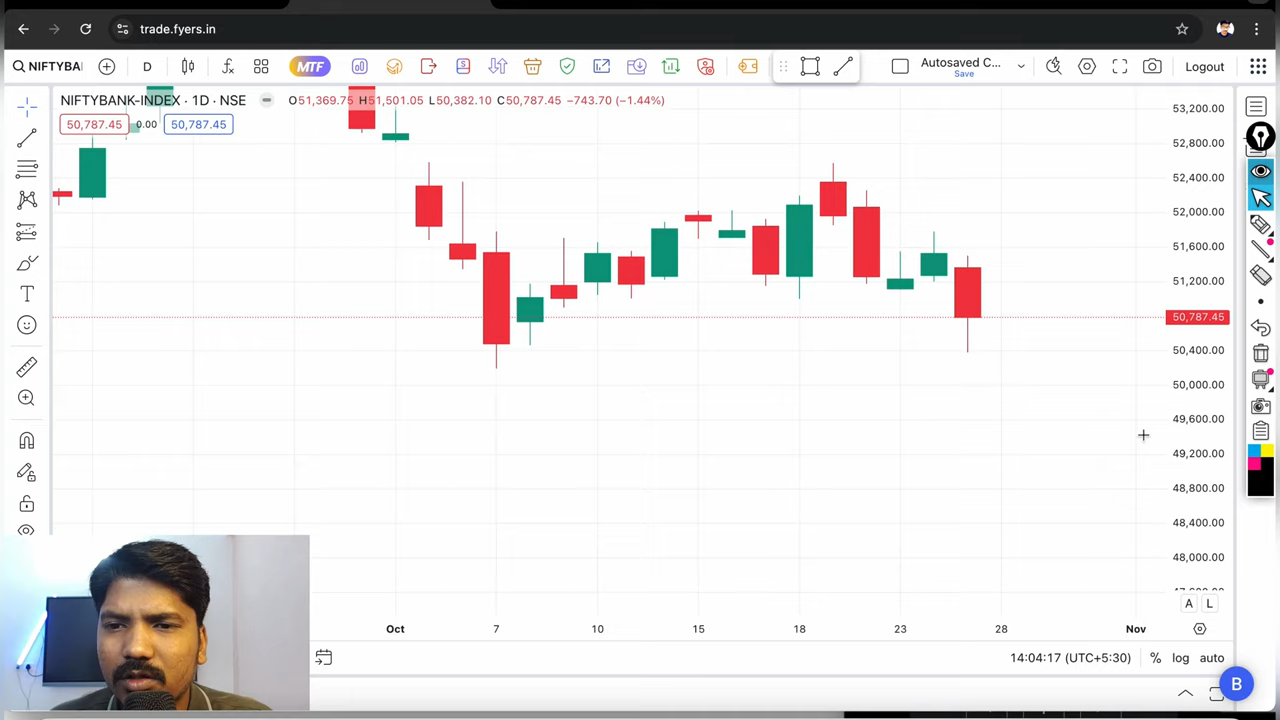 trade.fyers.in
NIFTYBA
D
MTF
Autosaved C...
Save
Logout
NIFTYBANK-INDEX · 1D · NSE
O51,369.75 H51,501.05 L50,382.10 C50,787.45 −743.70 (−1.44%)
50,787.45 0.00 50,787.45
53,200.00
52,800.00
52,400.00
52,000.00
51,600.00
51,200.00
50,787.45
50,400.00
50,000.00
49,600.00
49,200.00
48,800.00
48,400.00
48,000.00
A L
Oct 7 10 15 18 23 28 Nov
14:04:17 (UTC+5:30) % log auto
B